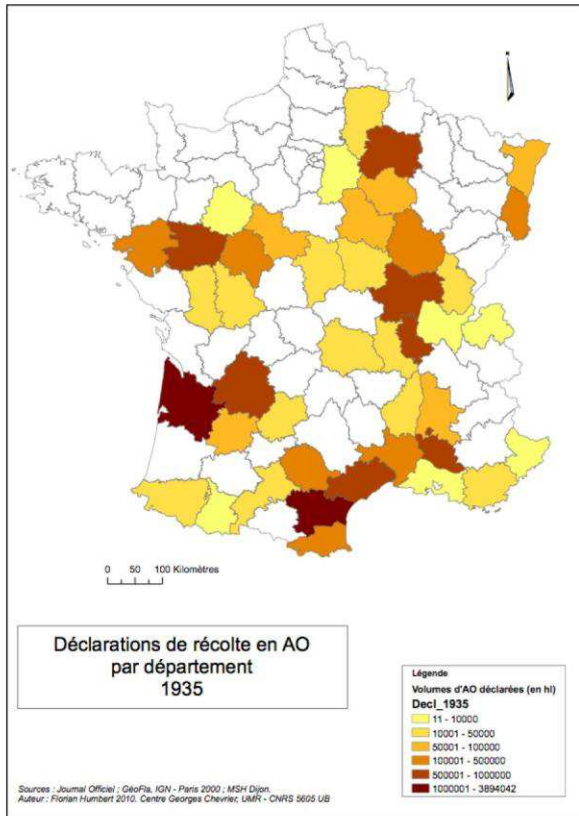 0 50 100 Kilomètres
Déclarations de récolte en AO
par département
1935
Légende
Volumes d'AO déclarées (en hl)
Decl_1935
11 - 10000
10001 - 50000
50001 - 100000
100001 - 500000
500001 - 1000000
1000001 - 3894042
Sources : Journal Officiel ; GéoFla, IGN - Paris 2000 ; MSH Dijon.
Auteur : Florian Humbert 2010. Centre Georges Chevrier, UMR - CNRS 5605 UB